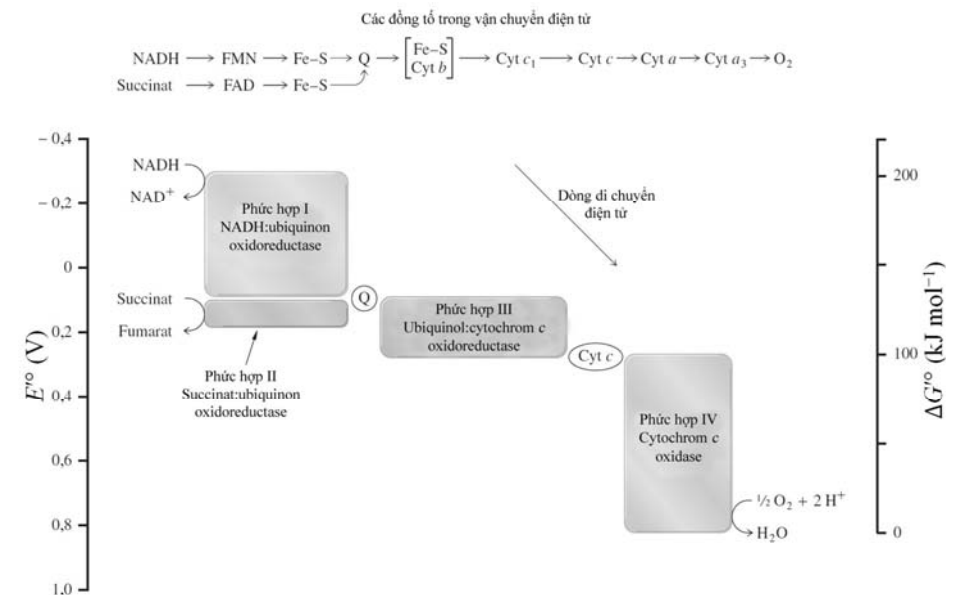 Các đồng tố trong vận chuyển điện tử
NADH → FMN → Fe–S → Q → [Fe–S Cyt b] → Cyt c₁ → Cyt c → Cyt a → Cyt a₃ → O₂
Succinat → FAD → Fe–S
– 0,4
– 0,2
0
0,2
0,4
0,6
0,8
1,0
E′° (V)
NADH
NAD⁺
Phức hợp I
NADH:ubiquinon
oxidoreductase
Succinat
Fumarat
Phức hợp II
Succinat:ubiquinon
oxidoreductase
Q
Phức hợp III
Ubiquinol:cytochrom c
oxidoreductase
Cyt c
Dòng di chuyển
điện tử
Phức hợp IV
Cytochrom c
oxidase
½ O₂ + 2 H⁺
H₂O
200
100
0
ΔG′° (kJ mol⁻¹)